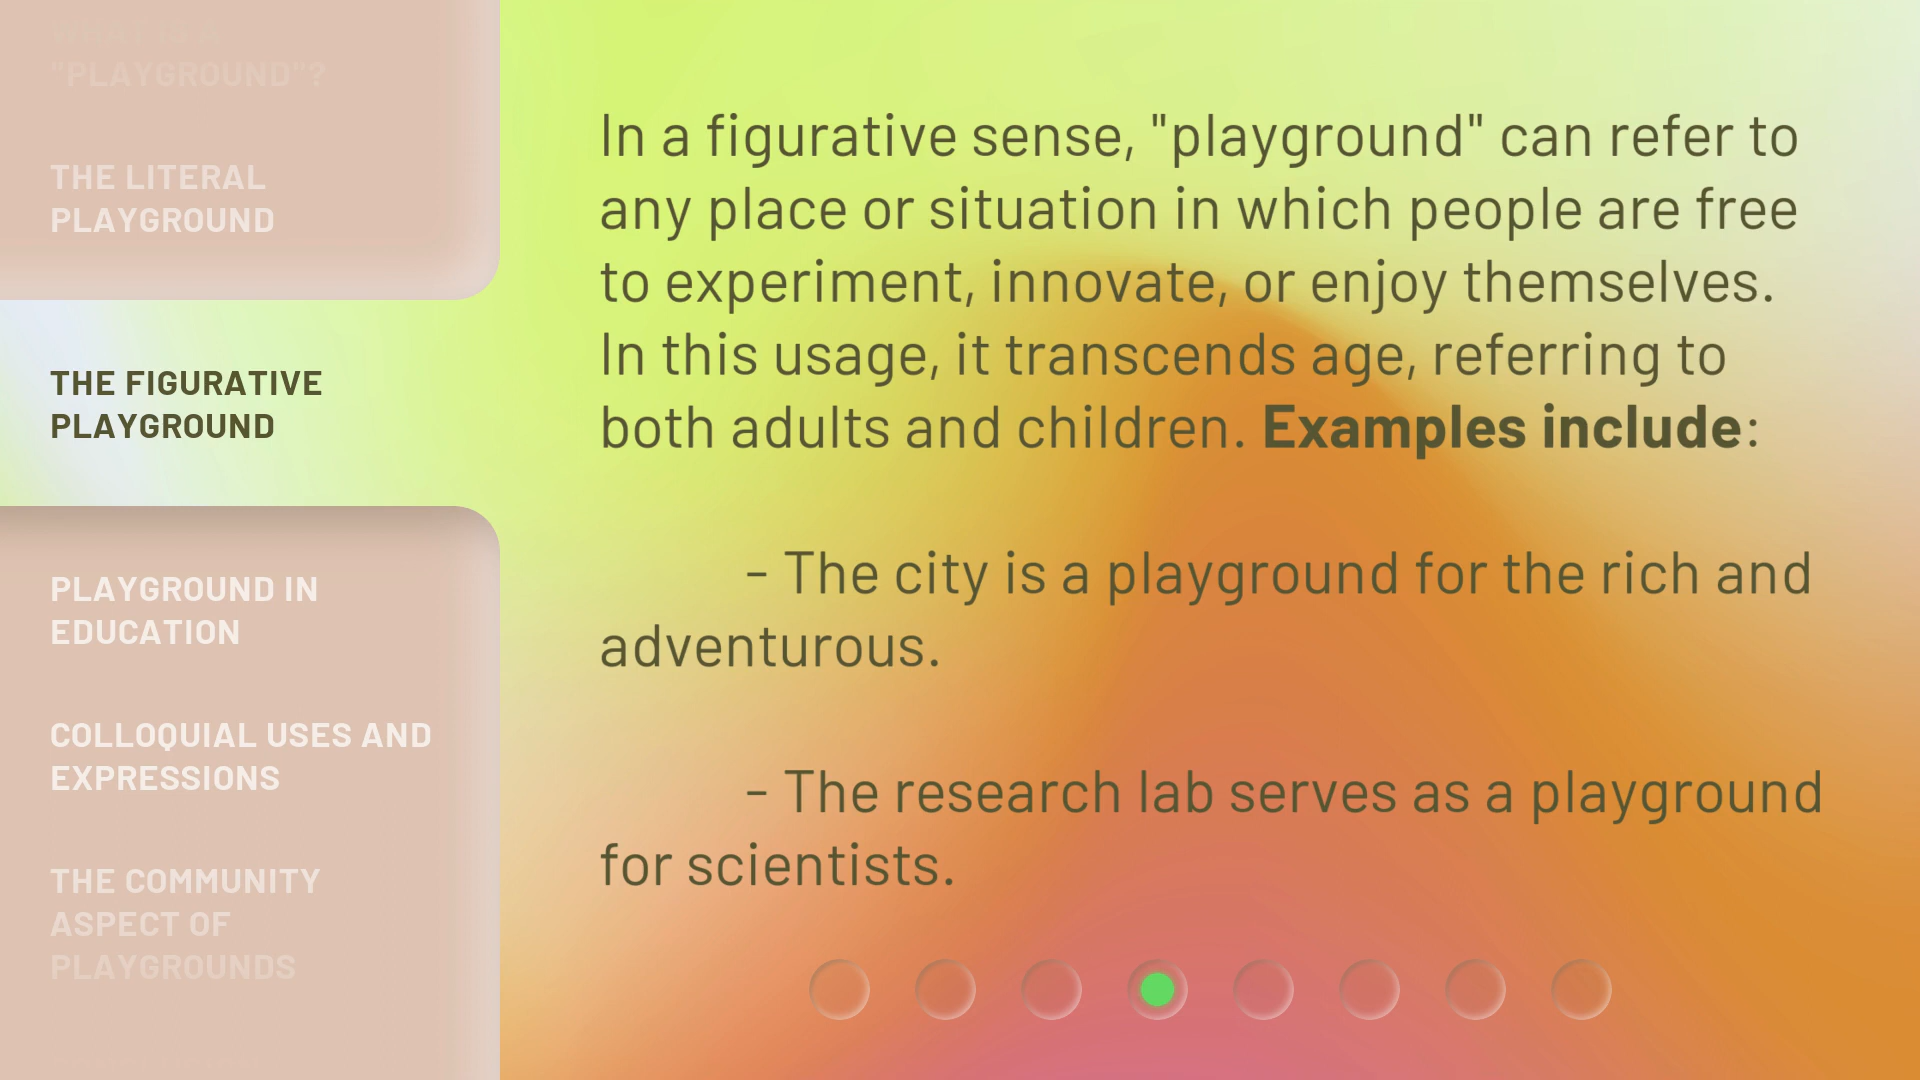 WHAT IS A
"PLAYGROUND"?
THE LITERAL
PLAYGROUND
THE FIGURATIVE
PLAYGROUND
PLAYGROUND IN
EDUCATION
COLLOQUIAL USES AND
EXPRESSIONS
THE COMMUNITY
ASPECT OF
PLAYGROUNDS
In a figurative sense, "playground" can refer to
any place or situation in which people are free
to experiment, innovate, or enjoy themselves.
In this usage, it transcends age, referring to
both adults and children. Examples include:
- The city is a playground for the rich and
adventurous.
- The research lab serves as a playground
for scientists.